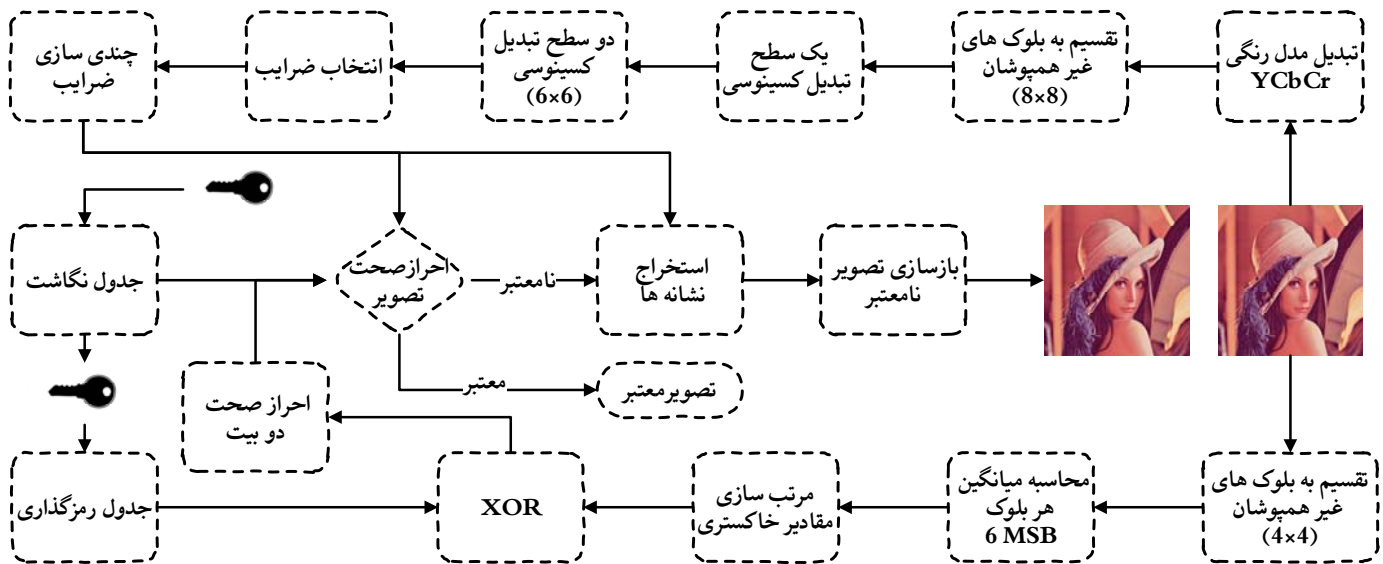 تبدیل مدل رنگی
YCbCr
تقسیم به بلوک های
غیر همپوشان
(8×8)
یک سطح
تبدیل کسینوسی
دو سطح تبدیل
کسینوسی
(6×6)
انتخاب ضرایب
چندی سازی
ضرایب
جدول نگاشت
احرازصحت
تصویر
نامعتبر
استخراج
نشانه ها
بازسازی تصویر
نامعتبر
معتبر
تصویرمعتبر
احراز صحت
دو بیت
تقسیم به بلوک های
غیر همپوشان
(4×4)
محاسبه میانگین
هر بلوک
6 MSB
مرتب سازی
مقادیر خاکستری
XOR
جدول رمزگذاری